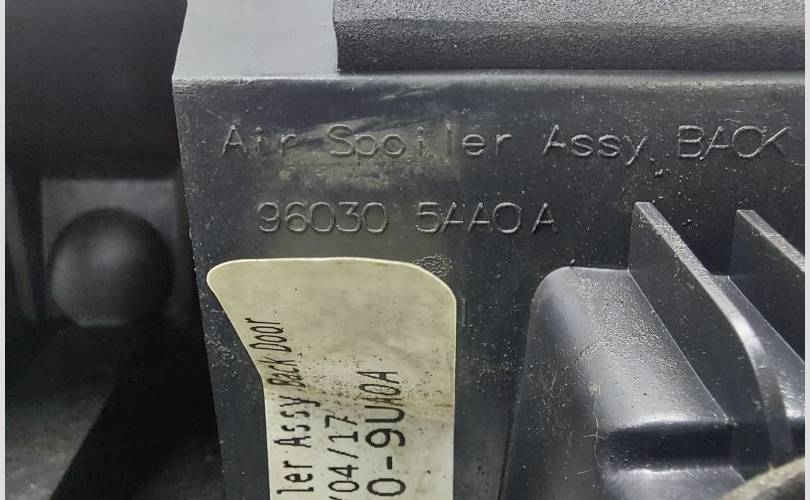 Air Spoiler Assy BACK
96030 5AA0A
ler Assy Back Door
/04/17
0-9UA0A